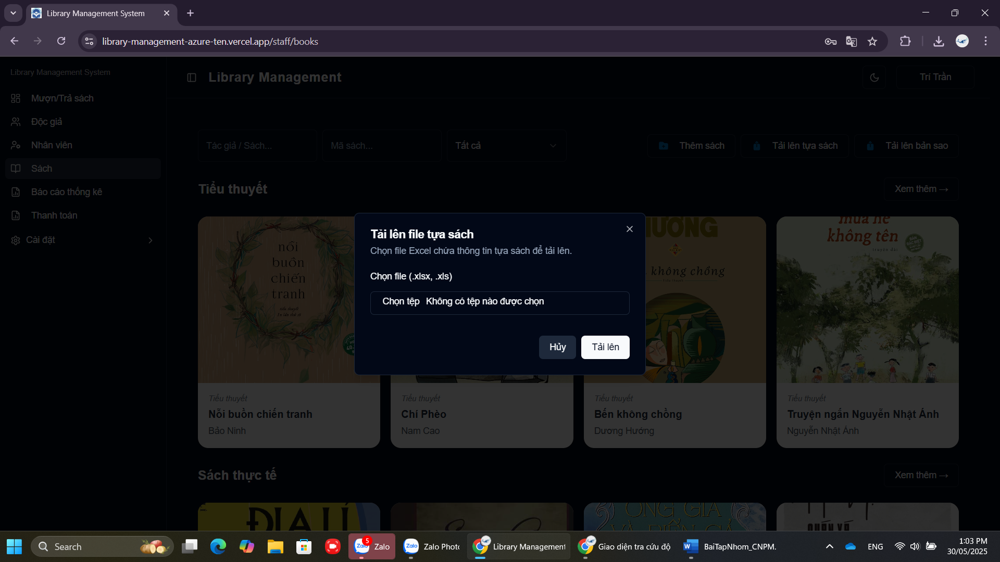 Library Management System
library-management-azure-ten.vercel.app/staff/books
Library Management System
Library Management
Trí Trần
Mượn/Trả sách
Độc giả
Nhân viên
Sách
Báo cáo thống kê
Thanh toán
Cài đặt
Tác giả / Sách...
Mã sách...
Tất cả
Thêm sách
Tải lên tựa sách
Tải lên bản sao
Tiểu thuyết
Xem thêm →
nỗi
buồn
chiến
tranh
tiểu thuyết
Tải lên file tựa sách
Chọn file Excel chứa thông tin tựa sách để tải lên.
Chọn file (.xlsx, .xls)
Chọn tệp Không có tệp nào được chọn
Hủy
Tải lên
không chồng
Tiểu thuyết
mùa hè
không tên
truyện dài
Tiểu thuyết
Nỗi buồn chiến tranh
Bảo Ninh
Tiểu thuyết
Chí Phèo
Nam Cao
Tiểu thuyết
Bến không chồng
Dương Hướng
Tiểu thuyết
Truyện ngắn Nguyễn Nhật Ánh
Nguyễn Nhật Ánh
Sách thực tế
Xem thêm →
ĐỊA LÍ
ÔNG GIÀ
VÀ BIỂN CẢ
Search
5
Zalo
Zalo
Zalo
Zalo Photo
Library Management
Giao diện tra cứu độ
BaiTapNhom_CNPM.
ENG
1:03 PM
30/05/2025